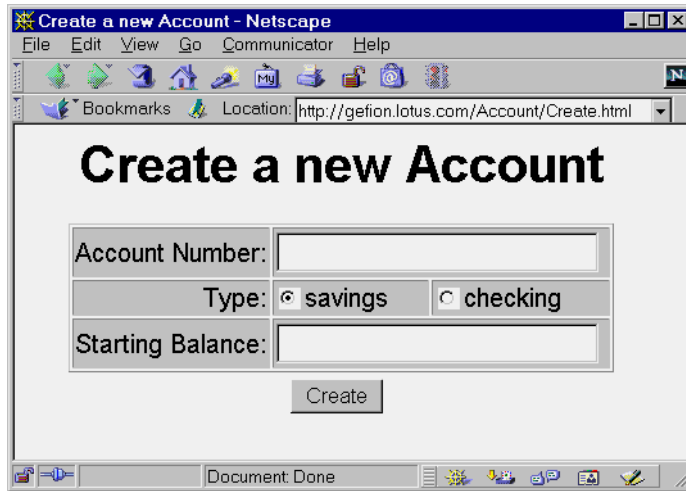 Create a new Account - Netscape
File Edit View Go Communicator Help
My
N
Bookmarks Location: http://gefion.lotus.com/Account/Create.html
Create a new Account
Account Number:
Type: savings checking
Starting Balance:
Create
Document: Done